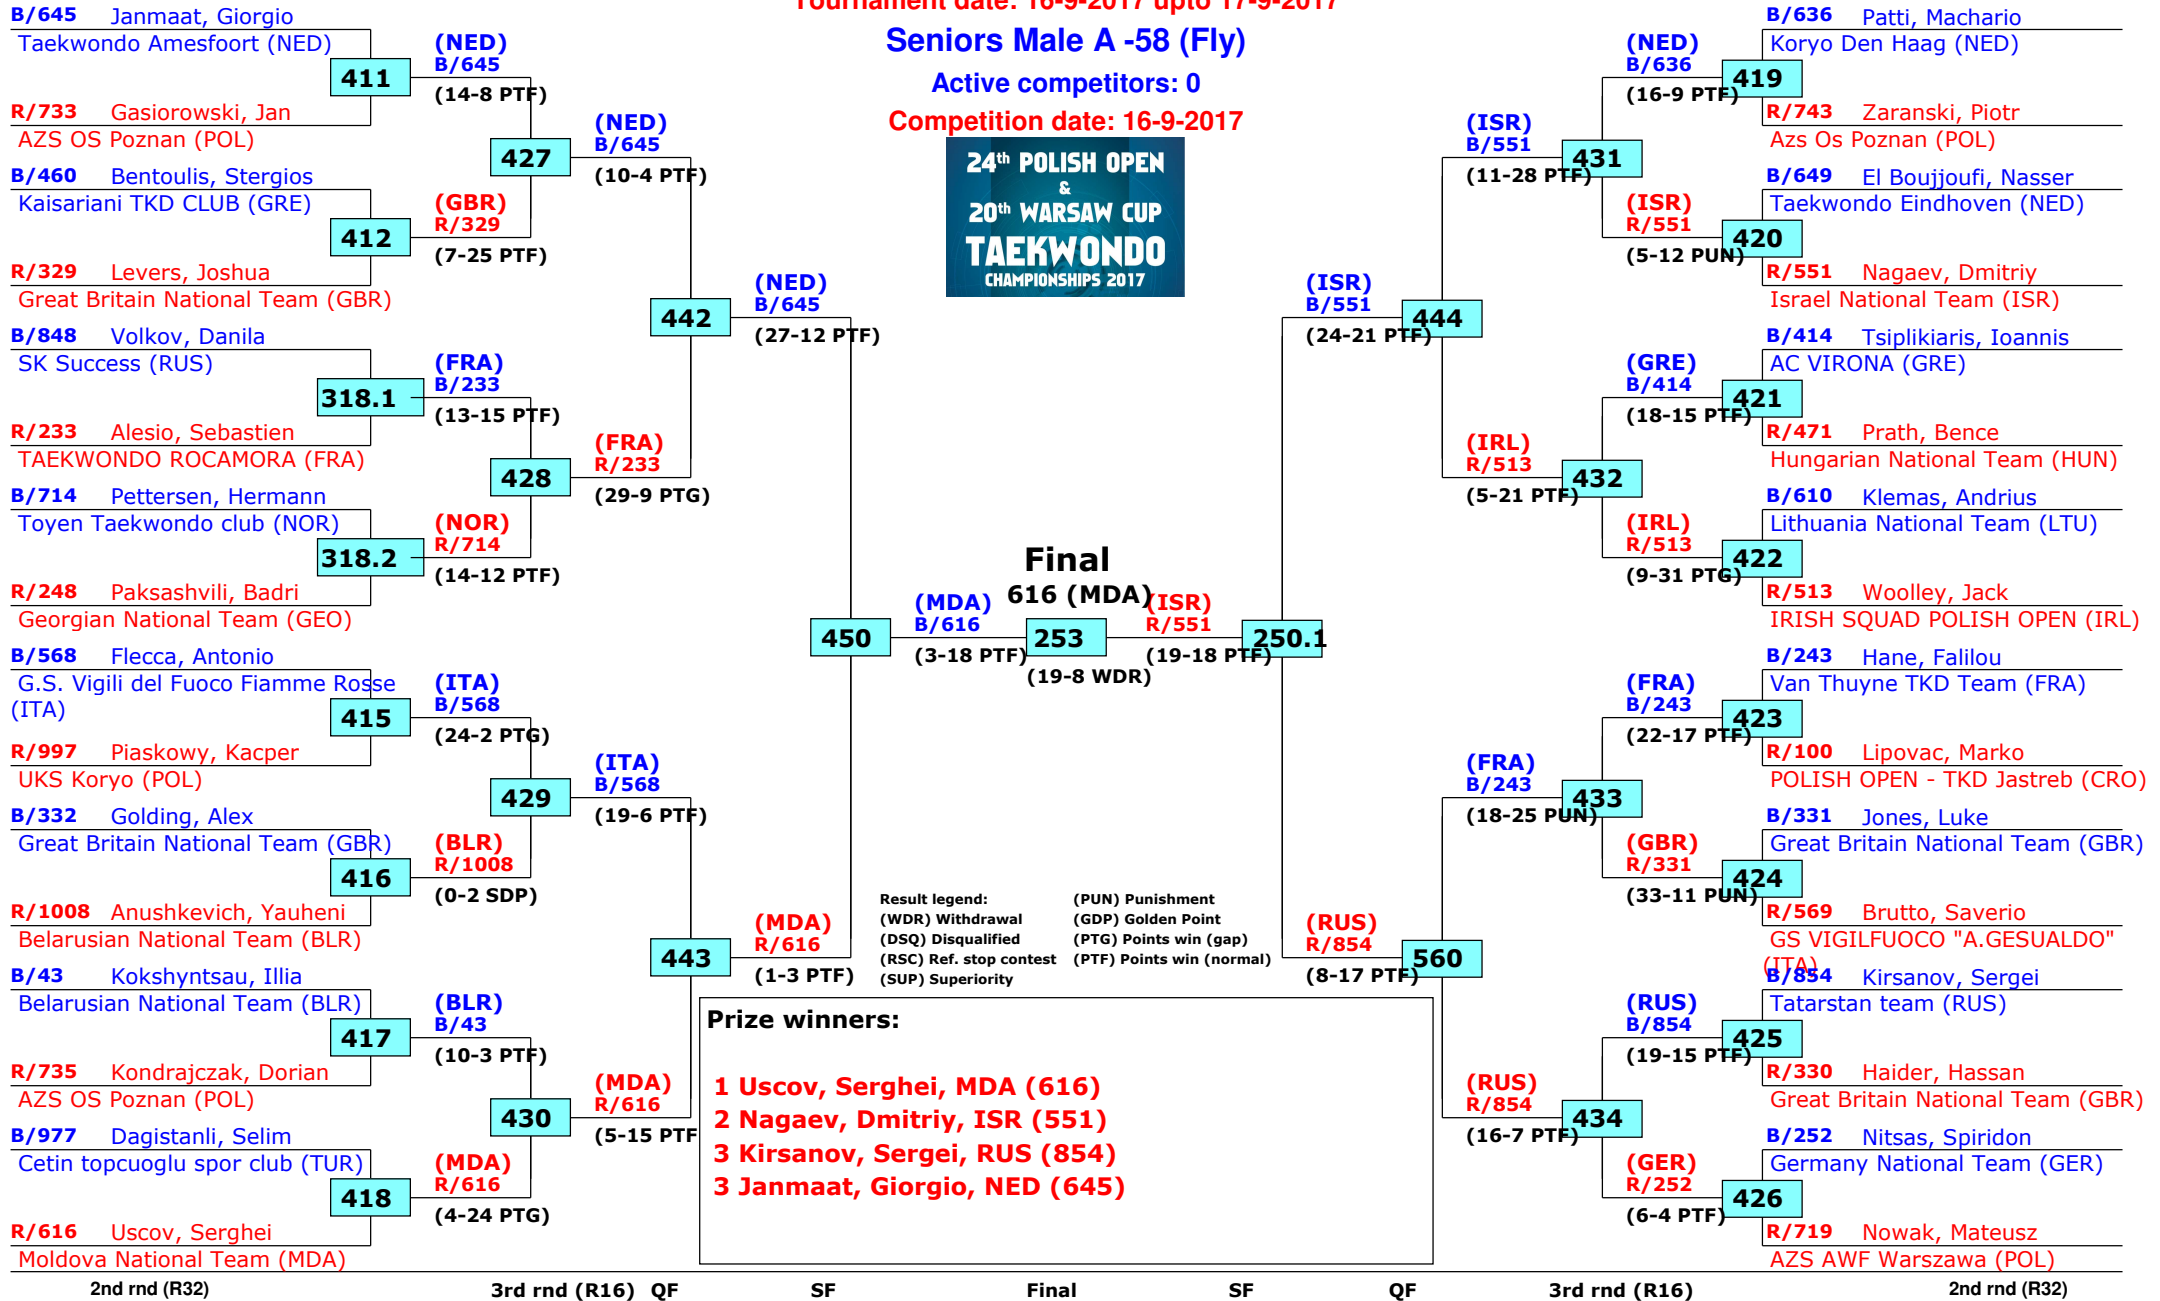 Tournament date: 16-9-2017 upto 17-9-2017
Seniors Male A -58 (Fly)
Active competitors: 0
Competition date: 16-9-2017
24th POLISH OPEN
&
20th WARSAW CUP
TAEKWONDO
CHAMPIONSHIPS 2017
B/645 Janmaat, Giorgio
Taekwondo Amesfoort (NED)
411
R/733 Gasiorowski, Jan
AZS OS Poznan (POL)
B/460 Bentoulis, Stergios
Kaisariani TKD CLUB (GRE)
412
R/329 Levers, Joshua
Great Britain National Team (GBR)
B/848 Volkov, Danila
SK Success (RUS)
318.1
R/233 Alesio, Sebastien
TAEKWONDO ROCAMORA (FRA)
B/714 Pettersen, Hermann
Toyen Taekwondo club (NOR)
318.2
R/248 Paksashvili, Badri
Georgian National Team (GEO)
B/568 Flecca, Antonio
G.S. Vigili del Fuoco Fiamme Rosse
(ITA)
415
R/997 Piaskowy, Kacper
UKS Koryo (POL)
B/332 Golding, Alex
Great Britain National Team (GBR)
416
R/1008 Anushkevich, Yauheni
Belarusian National Team (BLR)
B/43 Kokshyntsau, Illia
Belarusian National Team (BLR)
417
R/735 Kondrajczak, Dorian
AZS OS Poznan (POL)
B/977 Dagistanli, Selim
Cetin topcuoglu spor club (TUR)
418
R/616 Uscov, Serghei
Moldova National Team (MDA)
(NED)
B/645
(14-8 PTF)
427
(GBR)
R/329
(7-25 PTF)
(FRA)
B/233
(13-15 PTF)
428
(NOR)
R/714
(14-12 PTF)
(ITA)
B/568
(24-2 PTG)
429
(BLR)
R/1008
(0-2 SDP)
(BLR)
B/43
(10-3 PTF)
430
(MDA)
R/616
(4-24 PTG)
(NED)
B/645
(10-4 PTF)
442
(FRA)
R/233
(29-9 PTG)
(ITA)
B/568
(19-6 PTF)
443
(MDA)
R/616
(5-15 PTF
(NED)
B/645
(27-12 PTF)
450
(MDA)
R/616
(1-3 PTF)
(MDA)
B/616
(3-18 PTF)
Final
616 (MDA)
253
(19-8 WDR)
(ISR)
R/551
(19-18 PTF)
250.1
(ISR)
B/551
(24-21 PTF)
444
(RUS)
R/854
(8-17 PTF)
560
(ISR)
B/551
(11-28 PTF)
431
(IRL)
R/513
(5-21 PTF)
432
(FRA)
B/243
(18-25 PUN)
433
(RUS)
R/854
(16-7 PTF)
434
(NED)
B/636
(16-9 PTF)
(ISR)
R/551
(5-12 PUN)
(GRE)
B/414
(18-15 PTF)
(IRL)
R/513
(9-31 PTG)
(FRA)
B/243
(22-17 PTF)
(GBR)
R/331
(33-11 PUN)
(RUS)
B/854
(19-15 PTF)
(GER)
R/252
(6-4 PTF)
B/636 Patti, Machario
Koryo Den Haag (NED)
419
R/743 Zaranski, Piotr
Azs Os Poznan (POL)
B/649 El Boujjoufi, Nasser
Taekwondo Eindhoven (NED)
420
R/551 Nagaev, Dmitriy
Israel National Team (ISR)
B/414 Tsiplikiaris, Ioannis
AC VIRONA (GRE)
421
R/471 Prath, Bence
Hungarian National Team (HUN)
B/610 Klemas, Andrius
Lithuania National Team (LTU)
422
R/513 Woolley, Jack
IRISH SQUAD POLISH OPEN (IRL)
B/243 Hane, Falilou
Van Thuyne TKD Team (FRA)
423
R/100 Lipovac, Marko
POLISH OPEN - TKD Jastreb (CRO)
B/331 Jones, Luke
Great Britain National Team (GBR)
424
R/569 Brutto, Saverio
GS VIGILFUOCO "A.GESUALDO"
(ITA)
B/854 Kirsanov, Sergei
Tatarstan team (RUS)
425
R/330 Haider, Hassan
Great Britain National Team (GBR)
B/252 Nitsas, Spiridon
Germany National Team (GER)
426
R/719 Nowak, Mateusz
AZS AWF Warszawa (POL)
Result legend:
(WDR) Withdrawal
(DSQ) Disqualified
(RSC) Ref. stop contest
(SUP) Superiority
(PUN) Punishment
(GDP) Golden Point
(PTG) Points win (gap)
(PTF) Points win (normal)
Prize winners:
1 Uscov, Serghei, MDA (616)
2 Nagaev, Dmitriy, ISR (551)
3 Kirsanov, Sergei, RUS (854)
3 Janmaat, Giorgio, NED (645)
2nd rnd (R32) 3rd rnd (R16) QF SF Final SF QF 3rd rnd (R16) 2nd rnd (R32)